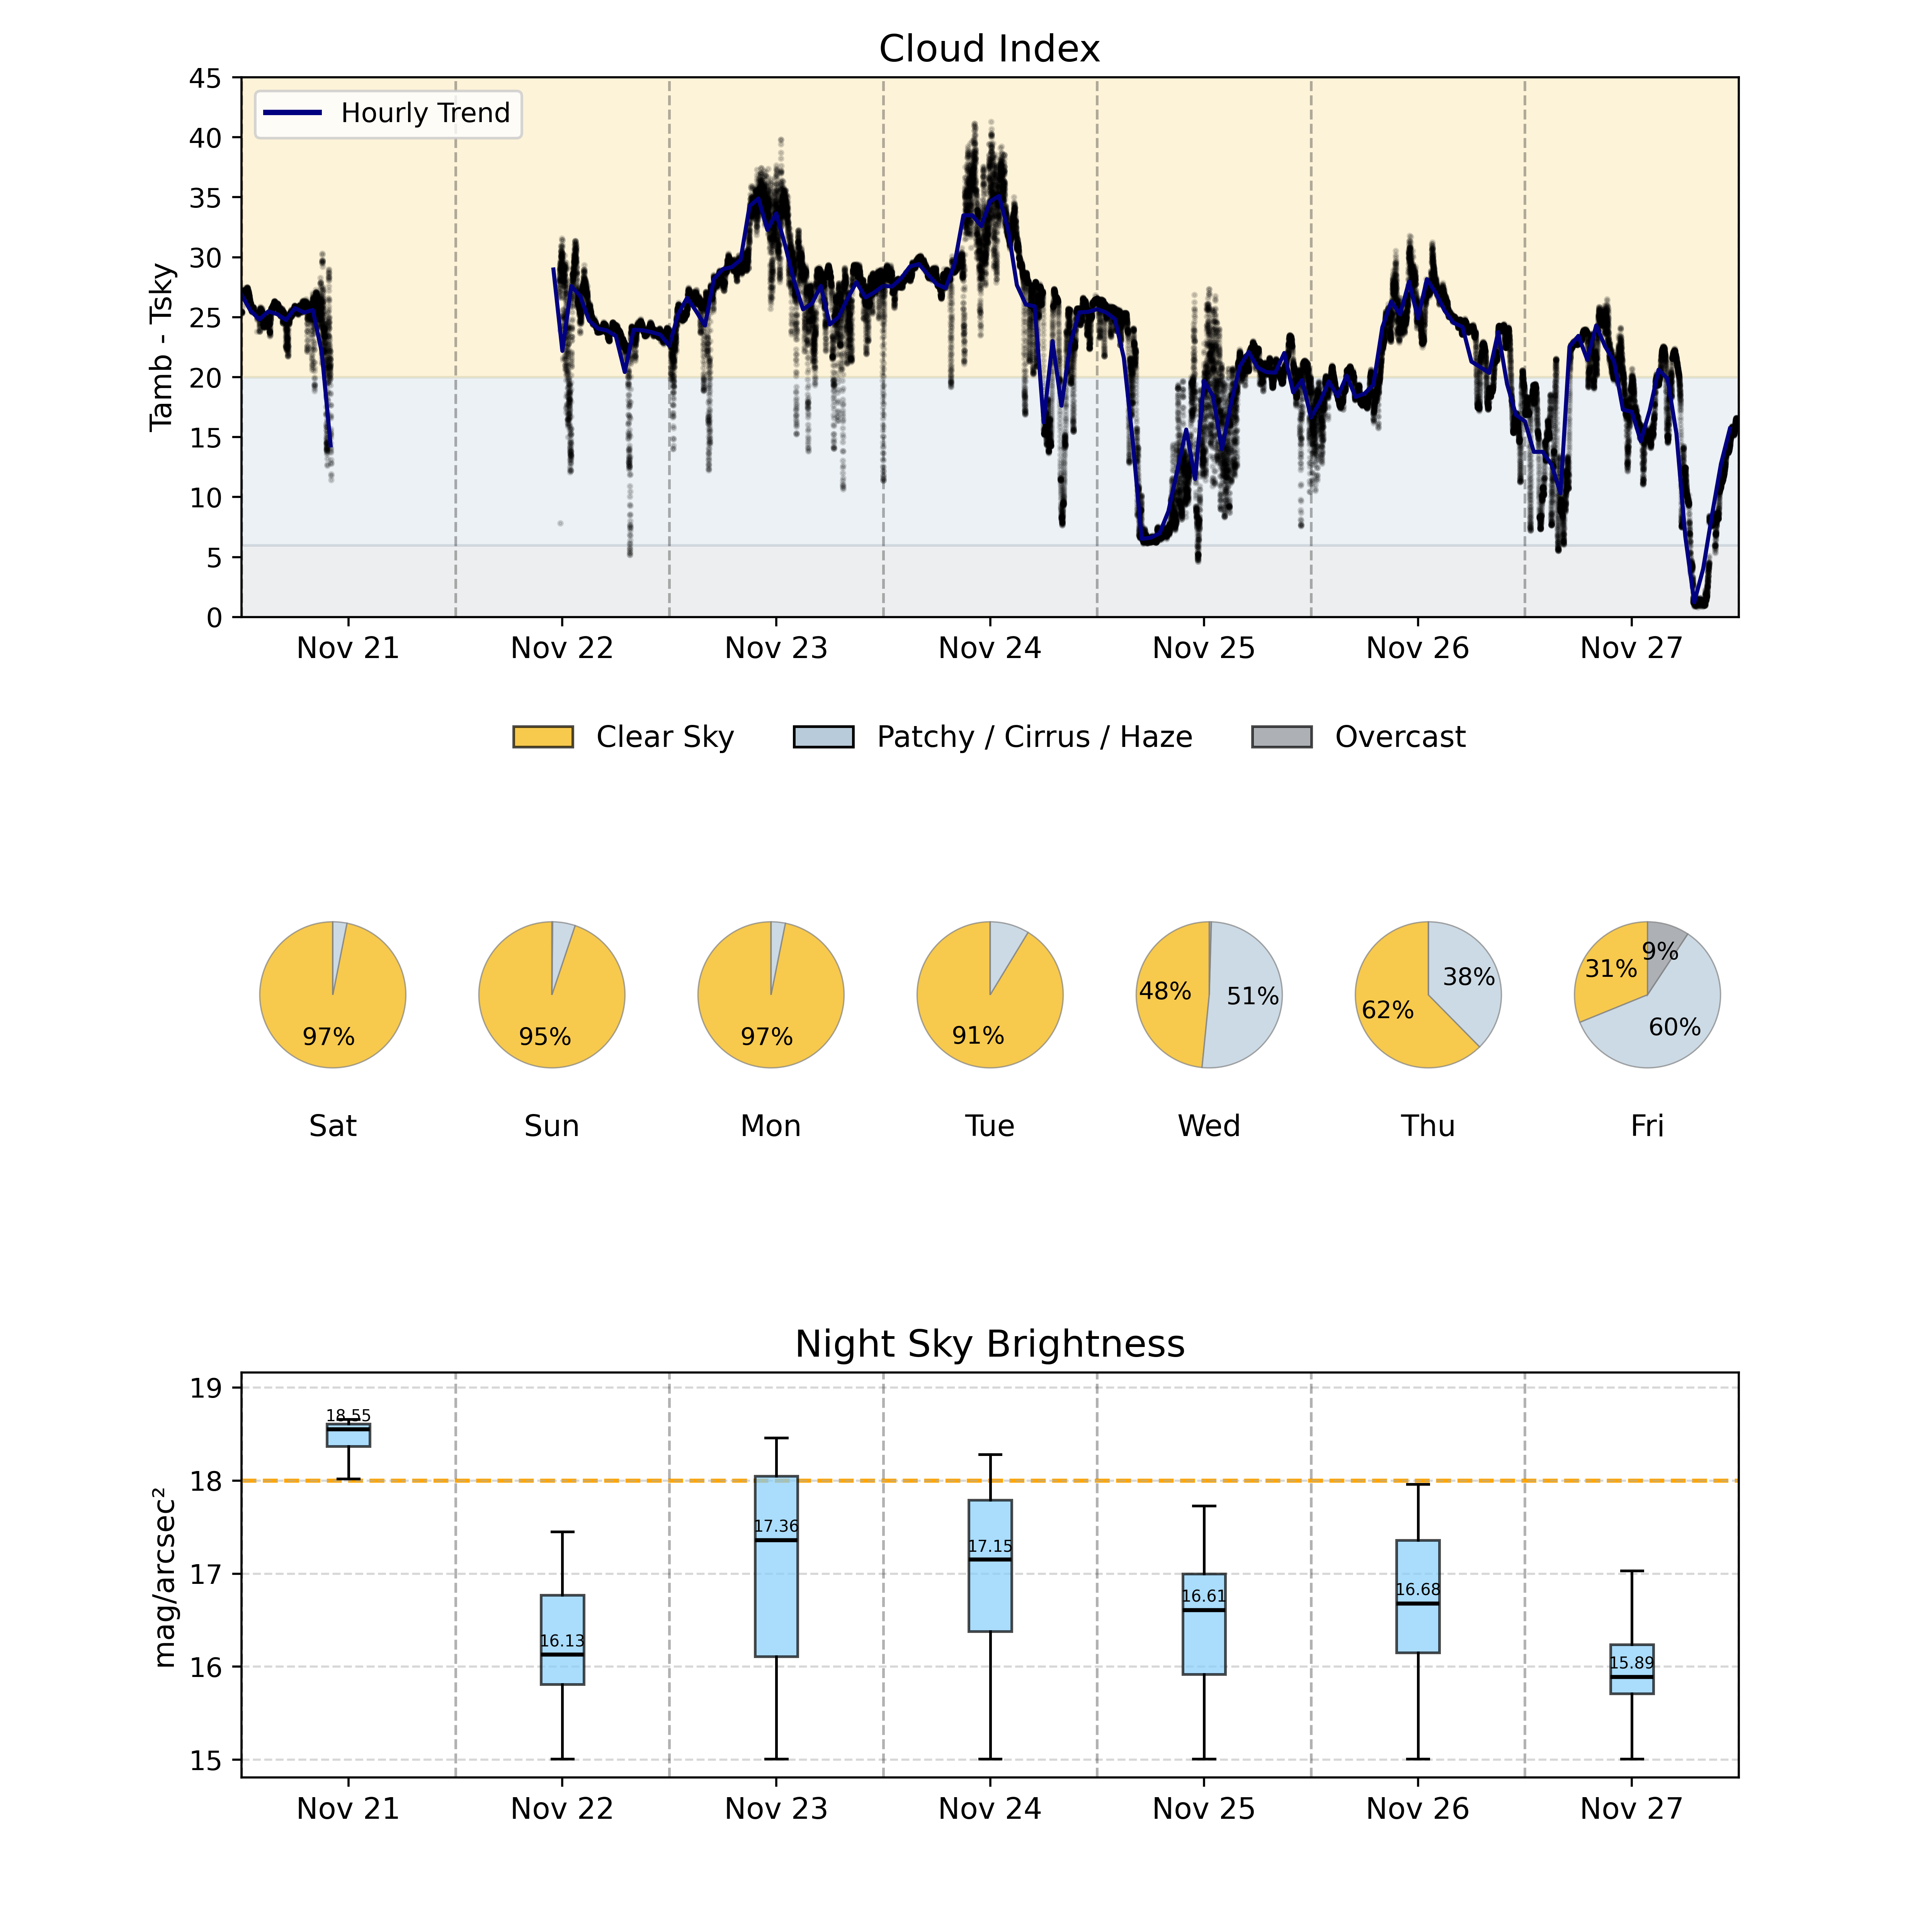 Cloud Index
Tamb - Tsky
45
40
35
30
25
20
15
10
5
0
Hourly Trend
Nov 21 Nov 22 Nov 23 Nov 24 Nov 25 Nov 26 Nov 27
Clear Sky Patchy / Cirrus / Haze Overcast
97% 95% 97% 91% 48% 51% 62% 38% 31% 9% 60%
Sat Sun Mon Tue Wed Thu Fri
Night Sky Brightness
mag/arcsec²
19
18
17
16
15
18.55 16.13 17.36 17.15 16.61 16.68 15.89
Nov 21 Nov 22 Nov 23 Nov 24 Nov 25 Nov 26 Nov 27